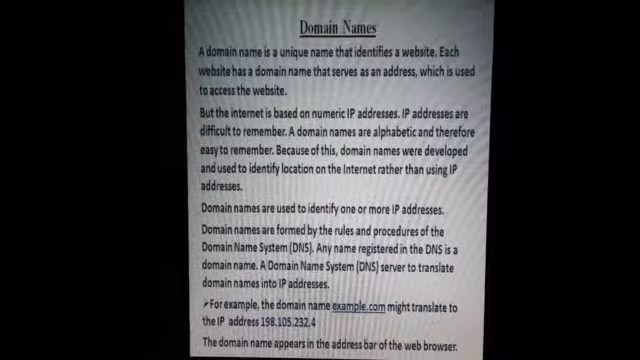 Domain Names
A domain name is a unique name that identifies a website. Each
website has a domain name that serves as an address, which is used
to access the website.
But the internet is based on numeric IP addresses. IP addresses are
difficult to remember. A domain names are alphabetic and therefore
easy to remember. Because of this, domain names were developed
and used to identify location on the Internet rather than using IP
addresses.
Domain names are used to identify one or more IP addresses.
Domain names are formed by the rules and procedures of the
Domain Name System (DNS). Any name registered in the DNS is a
domain name. A Domain Name System (DNS) server to translate
domain names into IP addresses.
➢For example, the domain name example.com might translate to
the IP address 198.105.232.4
The domain name appears in the address bar of the web browser.